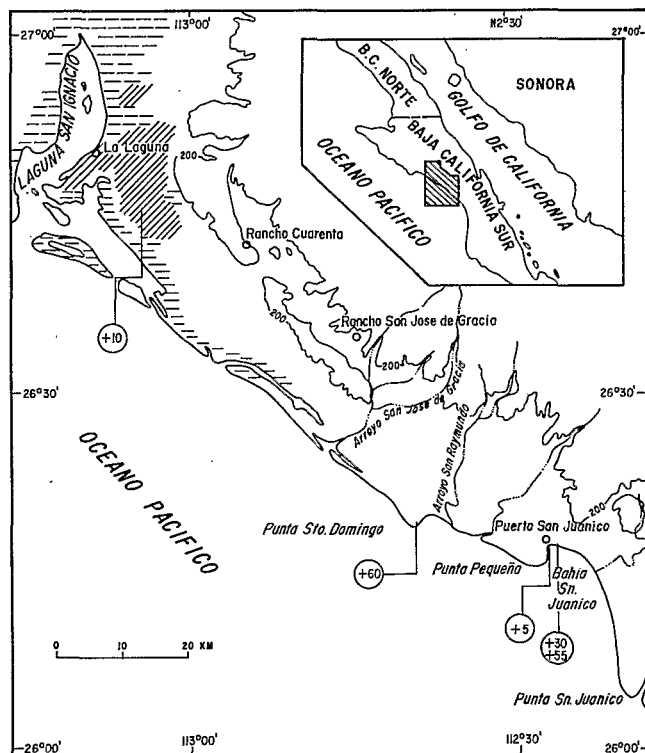 113°00'
112°30'
27°00'
27°00'
B.C. NORTE
SONORA
GOLFO DE CALIFORNIA
BAJA CALIFORNIA SUR
OCEANO PACIFICO
LAGUNA SAN IGNACIO
La Laguna
200
Rancho Cuarenta
+10
200
Rancho San Jose de Gracia
200
26°30'
26°30'
Arroyo San Jose de Gracia
Arroyo San Raymundo
OCEANO PACIFICO
200
Punta Sto. Domingo
Puerto San Juanico
+60
Punta Pequeña
Bahia
Sn.
Juanico
+5
+30
+55
0 10 20 KM
Punta Sn. Juanico
26°00'
26°00'
113°00'
112°30'